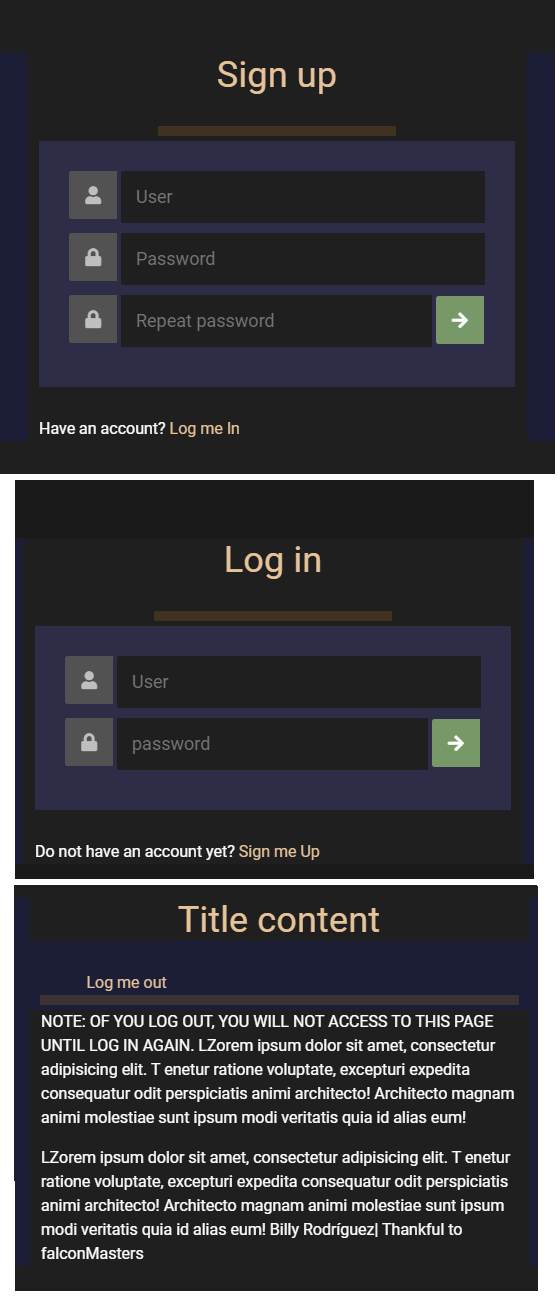 Sign up
User
Password
Repeat password
Have an account? Log me In
Log in
User
password
Do not have an account yet? Sign me Up
Title content
Log me out
NOTE: OF YOU LOG OUT, YOU WILL NOT ACCESS TO THIS PAGE
UNTIL LOG IN AGAIN. LZorem ipsum dolor sit amet, consectetur
adipisicing elit. T enetur ratione voluptate, excepturi expedita
consequatur odit perspiciatis animi architecto! Architecto magnam
animi molestiae sunt ipsum modi veritatis quia id alias eum!
LZorem ipsum dolor sit amet, consectetur adipisicing elit. T enetur
ratione voluptate, excepturi expedita consequatur odit perspiciatis
animi architecto! Architecto magnam animi molestiae sunt ipsum
modi veritatis quia id alias eum! Billy Rodríguez| Thankful to
falconMasters